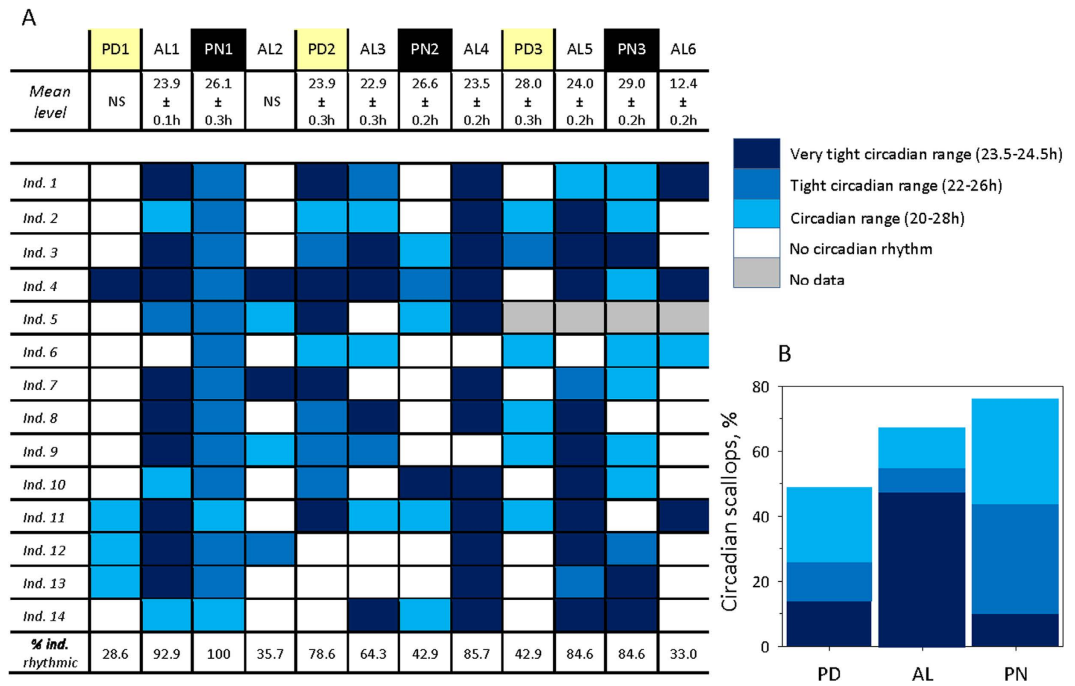 A
PD1 AL1 PN1 AL2 PD2 AL3 PN2 AL4 PD3 AL5 PN3 AL6
Mean level NS 23.9 ± 0.1h 26.1 ± 0.3h NS 23.9 ± 0.3h 22.9 ± 0.3h 26.6 ± 0.2h 23.5 ± 0.2h 28.0 ± 0.3h 24.0 ± 0.2h 29.0 ± 0.2h 12.4 ± 0.2h
Ind. 1
Ind. 2
Ind. 3
Ind. 4
Ind. 5
Ind. 6
Ind. 7
Ind. 8
Ind. 9
Ind. 10
Ind. 11
Ind. 12
Ind. 13
Ind. 14
% ind. rhythmic 28.6 92.9 100 35.7 78.6 64.3 42.9 85.7 42.9 84.6 84.6 33.0
Very tight circadian range (23.5-24.5h)
Tight circadian range (22-26h)
Circadian range (20-28h)
No circadian rhythm
No data
B
Circadian scallops, %
80
60
40
20
0
PD AL PN